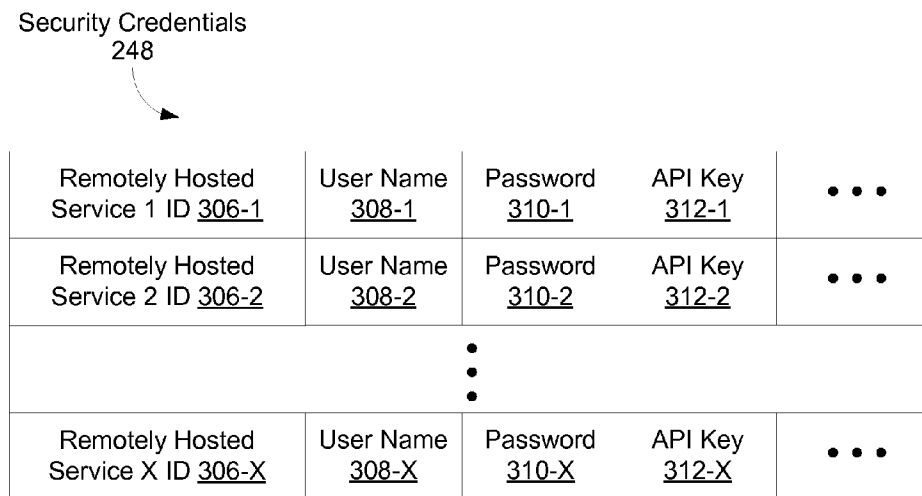 Security Credentials
248
Remotely Hosted
Service 1 ID 306-1
User Name
308-1
Password
310-1
API Key
312-1
Remotely Hosted
Service 2 ID 306-2
User Name
308-2
Password
310-2
API Key
312-2
Remotely Hosted
Service X ID 306-X
User Name
308-X
Password
310-X
API Key
312-X